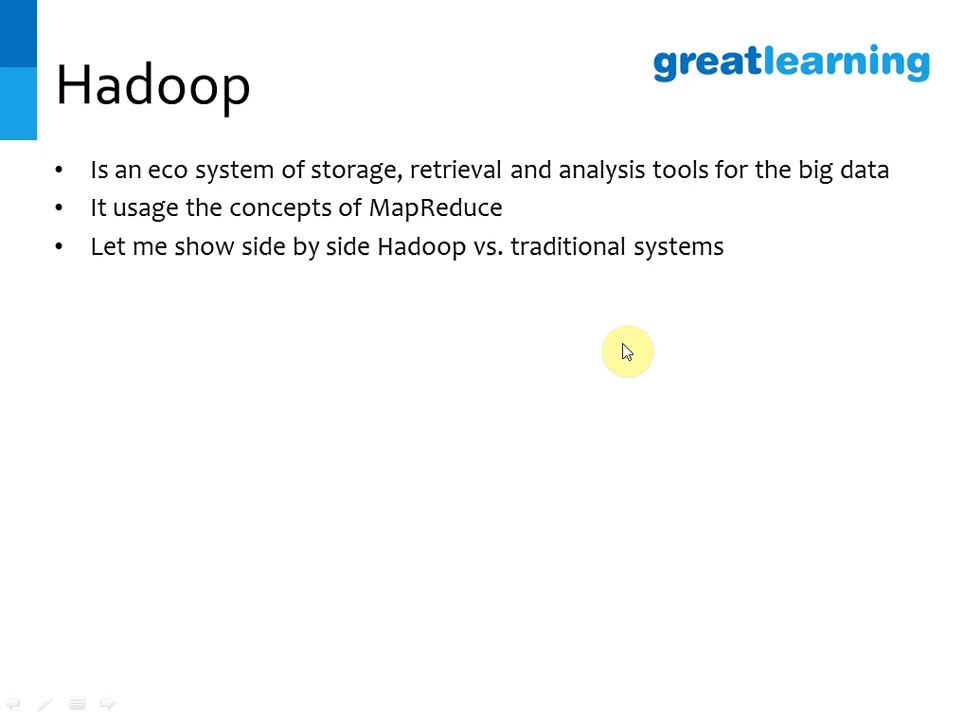 greatlearning
Hadoop
• Is an eco system of storage, retrieval and analysis tools for the big data
• It usage the concepts of MapReduce
• Let me show side by side Hadoop vs. traditional systems